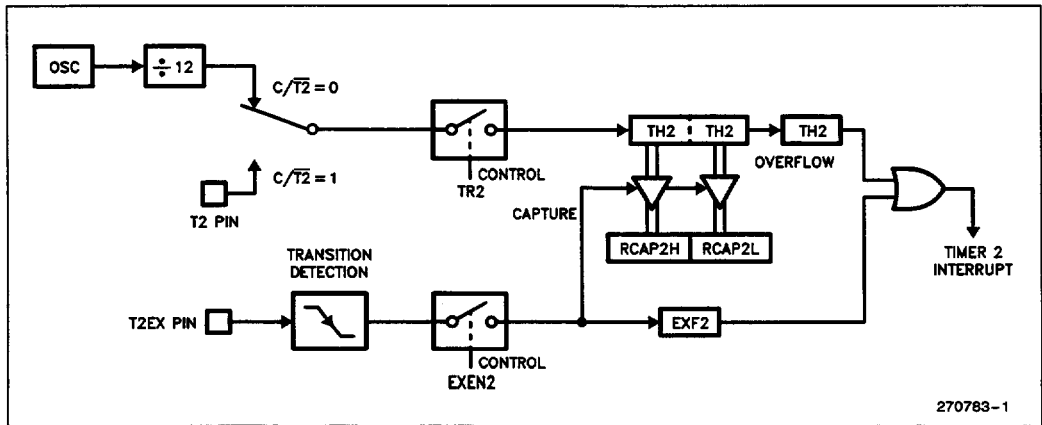 OSC
÷ 12
C/T2̅ = 0
C/T2̅ = 1
T2 PIN
CONTROL
TR2
TH2 TH2
TH2
OVERFLOW
CAPTURE
RCAP2H RCAP2L
TIMER 2
INTERRUPT
TRANSITION
DETECTION
T2EX PIN
CONTROL
EXEN2
EXF2
270783-1